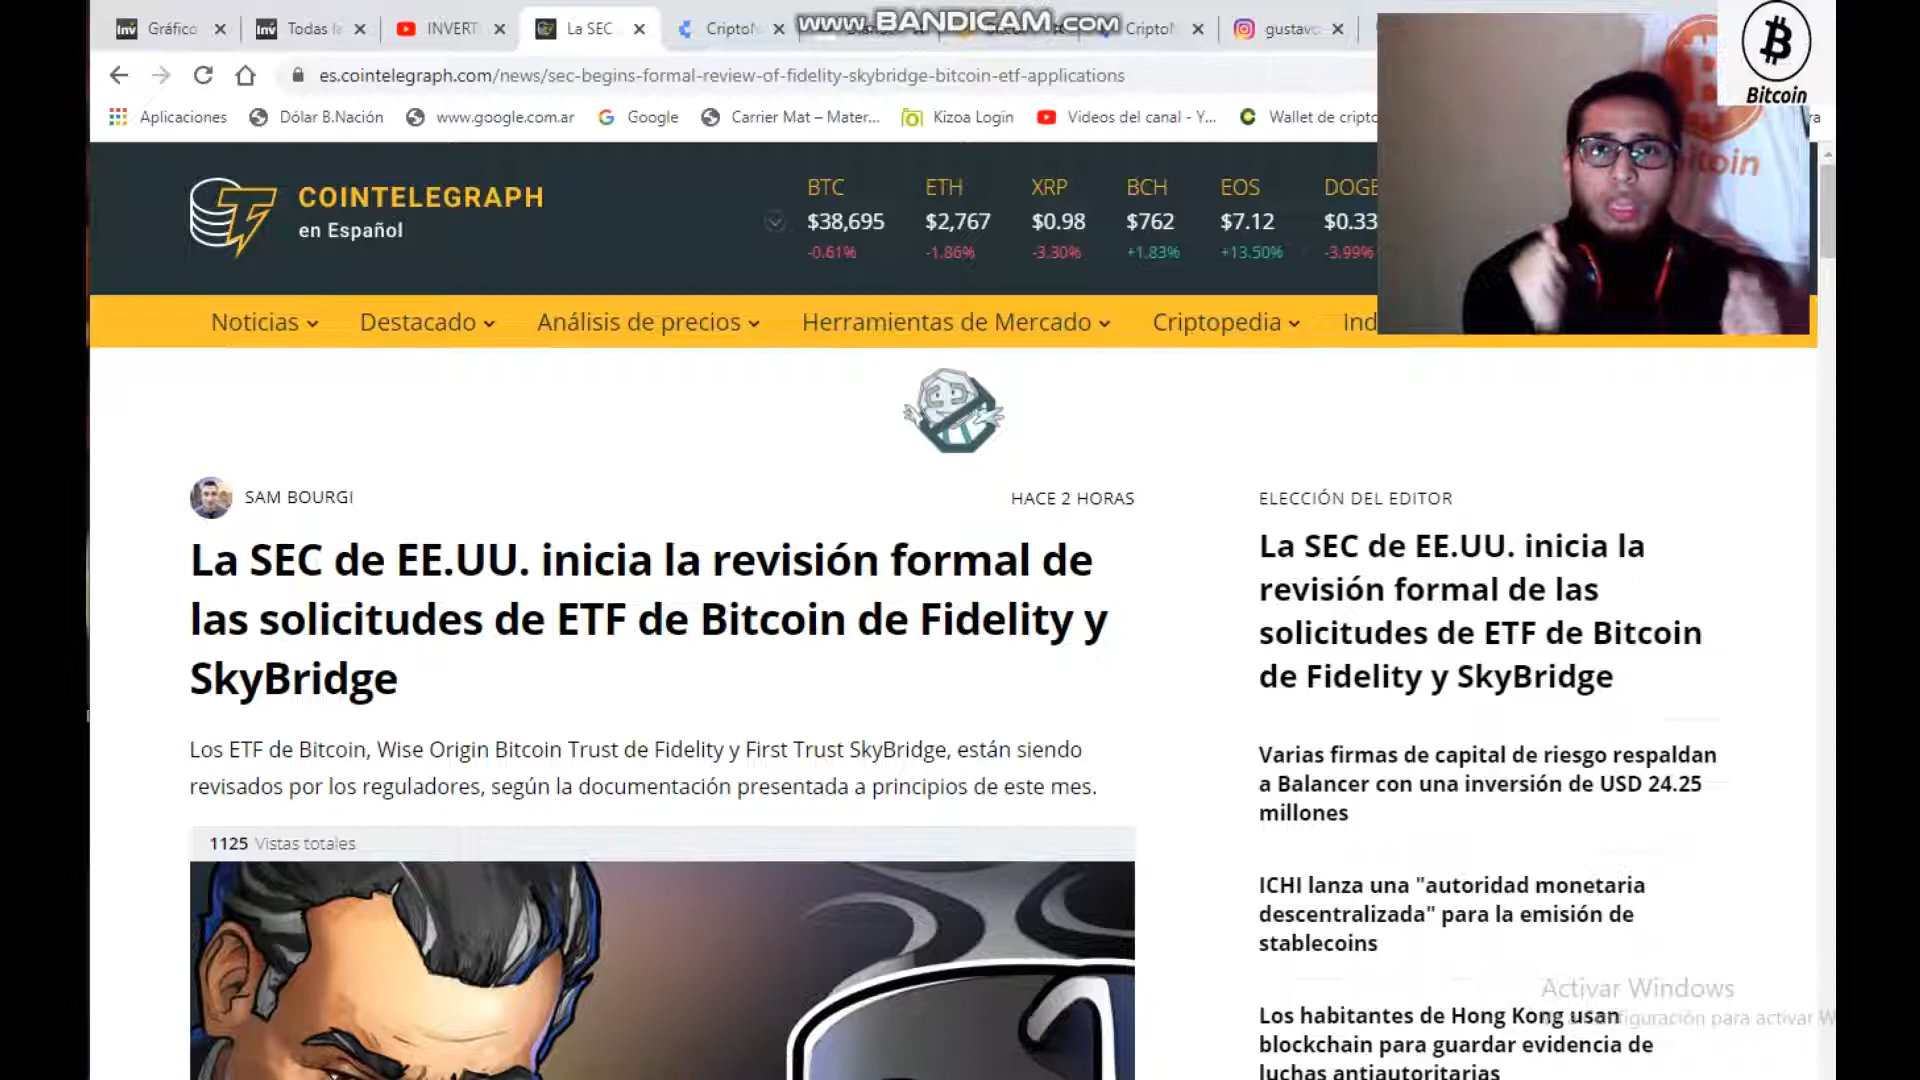 Gráfico
Todas la
INVERT
La SEC
CriptoN
www.BANDICAM.com
Cripto
gustavo
es.cointelegraph.com/news/sec-begins-formal-review-of-fidelity-skybridge-bitcoin-etf-applications
Bitcoin
Aplicaciones
Dólar B.Nación
www.google.com.ar
Google
Carrier Mat – Mater...
Kizoa Login
Videos del canal - Y...
Wallet de cripto
ra
COINTELEGRAPH
en Español
BTC ETH XRP BCH EOS DOGE
$38,695 $2,767 $0.98 $762 $7.12 $0.33
-0.61% -1.86% -3.30% +1.83% +13.50% -3.99%
Noticias Destacado Análisis de precios Herramientas de Mercado Criptopedia Ind
SAM BOURGI
HACE 2 HORAS
La SEC de EE.UU. inicia la revisión formal de
las solicitudes de ETF de Bitcoin de Fidelity y
SkyBridge
Los ETF de Bitcoin, Wise Origin Bitcoin Trust de Fidelity y First Trust SkyBridge, están siendo
revisados por los reguladores, según la documentación presentada a principios de este mes.
1125 Vistas totales
ELECCIÓN DEL EDITOR
La SEC de EE.UU. inicia la
revisión formal de las
solicitudes de ETF de Bitcoin
de Fidelity y SkyBridge
Varias firmas de capital de riesgo respaldan
a Balancer con una inversión de USD 24.25
millones
ICHI lanza una "autoridad monetaria
descentralizada" para la emisión de
stablecoins
Los habitantes de Hong Kong usan
blockchain para guardar evidencia de
luchas antiautoritarias
Activar Windows
Configuración para activar W